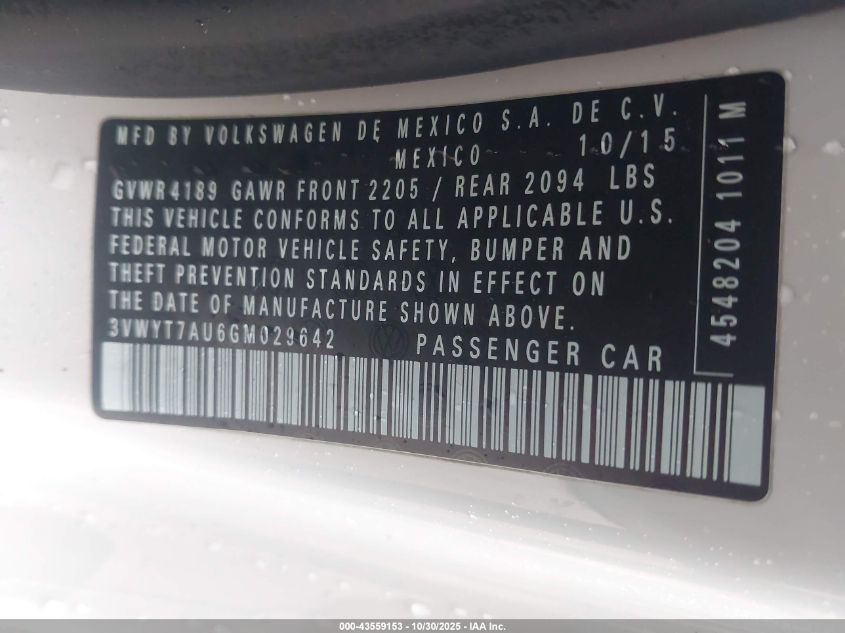 MFD BY VOLKSWAGEN DE MEXICO S.A. DE C.V.
MEXICO 10/15
GVWR 4189 GAWR FRONT 2205 / REAR 2094 LBS
THIS VEHICLE CONFORMS TO ALL APPLICABLE U.S.
FEDERAL MOTOR VEHICLE SAFETY, BUMPER AND
THEFT PREVENTION STANDARDS IN EFFECT ON
THE DATE OF MANUFACTURE SHOWN ABOVE.
3VWYT7AU6GM029642 PASSENGER CAR
4548204 1011 M
000-43559153 - 10/30/2025 - IAA Inc.